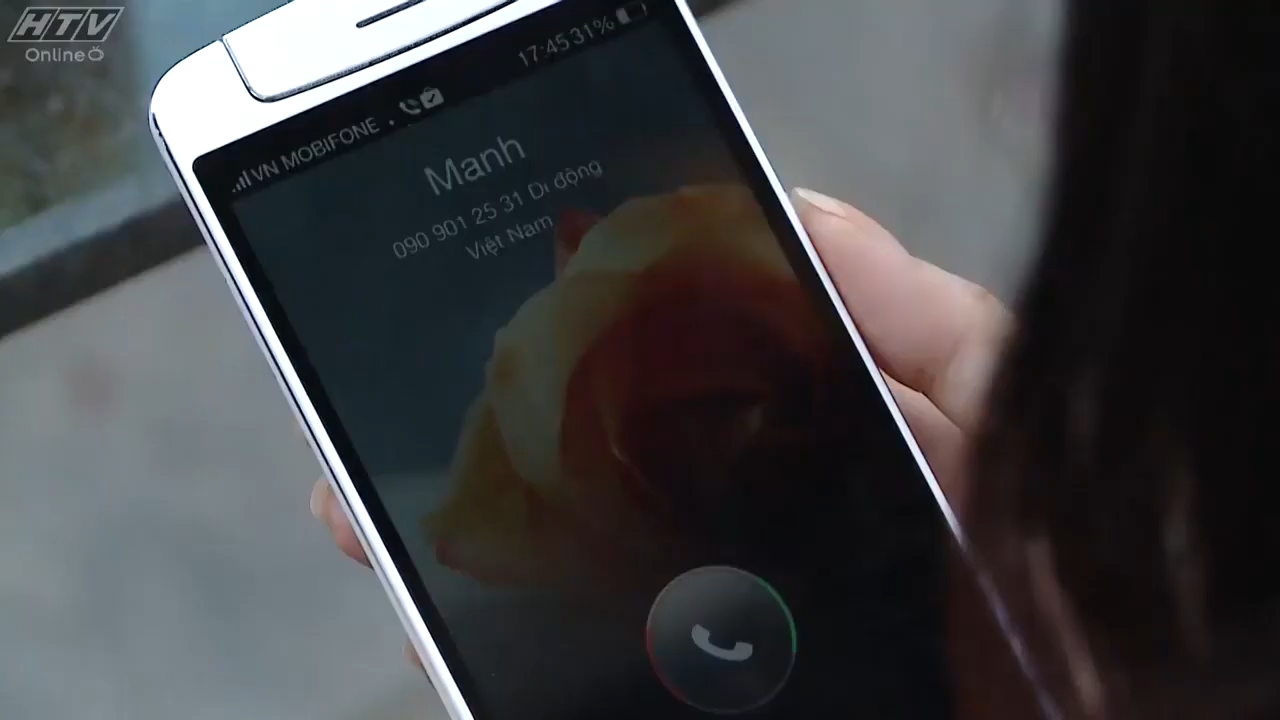 HTV
Online
17:45 31%
VN MOBIFONE
Manh
090 901 25 31 Di động
Việt Nam